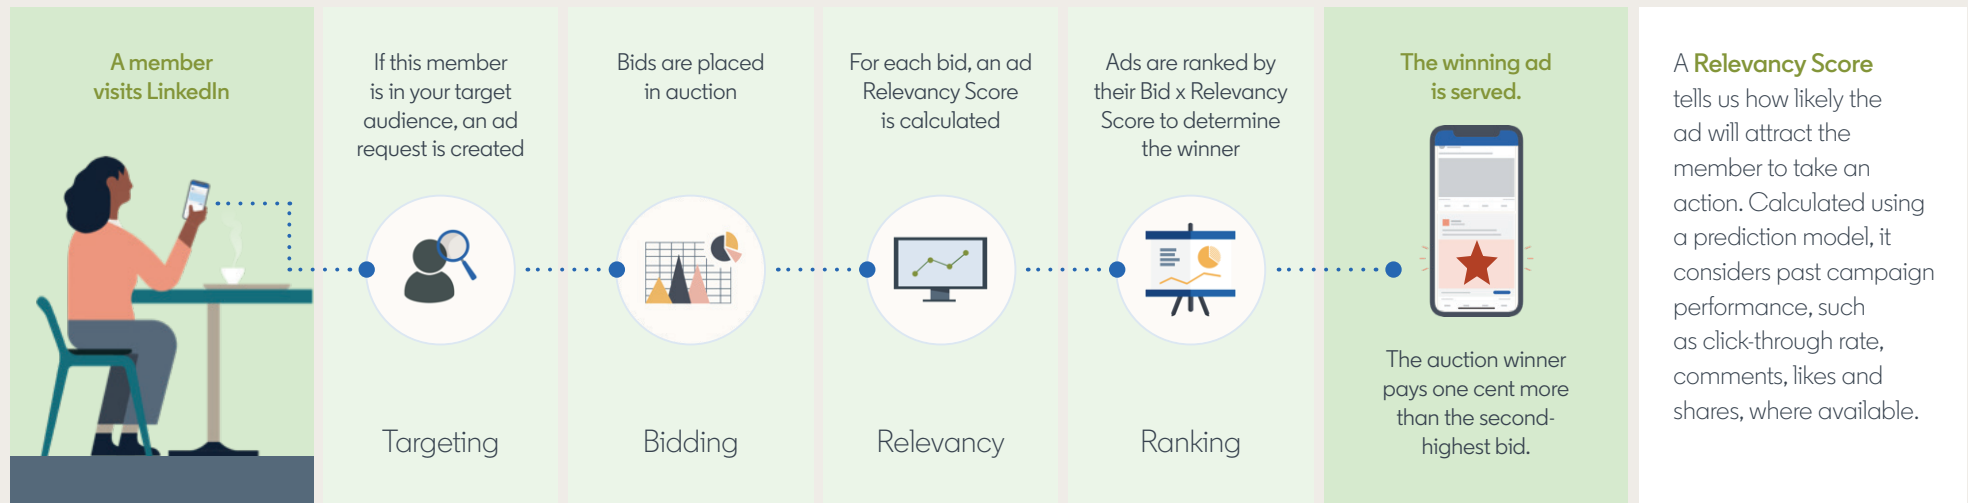 A member
visits LinkedIn
If this member
is in your target
audience, an ad
request is created
Targeting
Bids are placed
in auction
Bidding
For each bid, an ad
Relevancy Score
is calculated
Relevancy
Ads are ranked by
their Bid x Relevancy
Score to determine
the winner
Ranking
The winning ad
is served.
The auction winner
pays one cent more
than the second-
highest bid.
A Relevancy Score
tells us how likely the
ad will attract the
member to take an
action. Calculated using
a prediction model, it
considers past campaign
performance, such
as click-through rate,
comments, likes and
shares, where available.